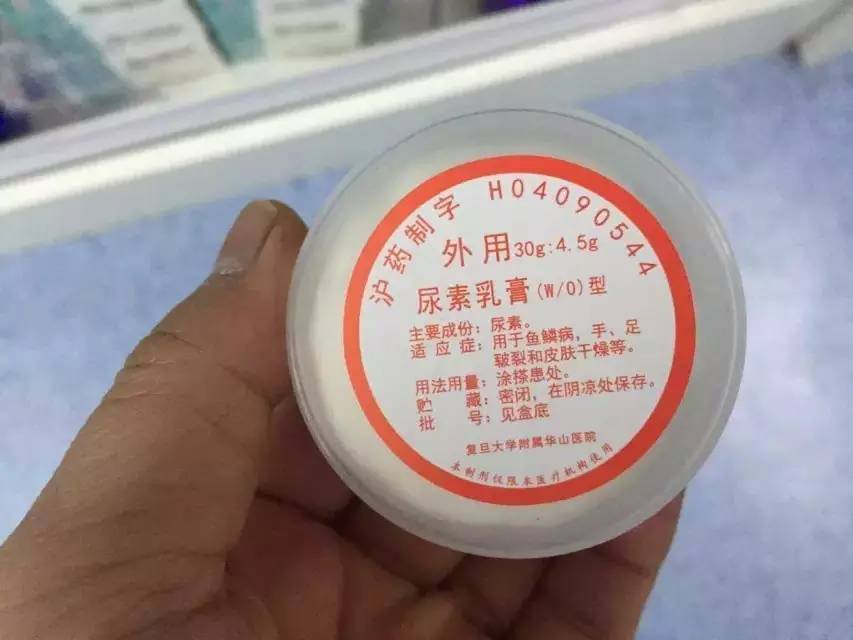 沪药制字 H04090544
外用30g:4.5g
尿素乳膏(W/O)型
主要成份：尿素。
适应症：用于鱼鳞病，手、足
皲裂和皮肤干燥等。
用法用量：涂搽患处。
贮藏：密闭，在阴凉处保存。
批号：见盒底
复旦大学附属华山医院
本制剂仅限本医疗机构使用